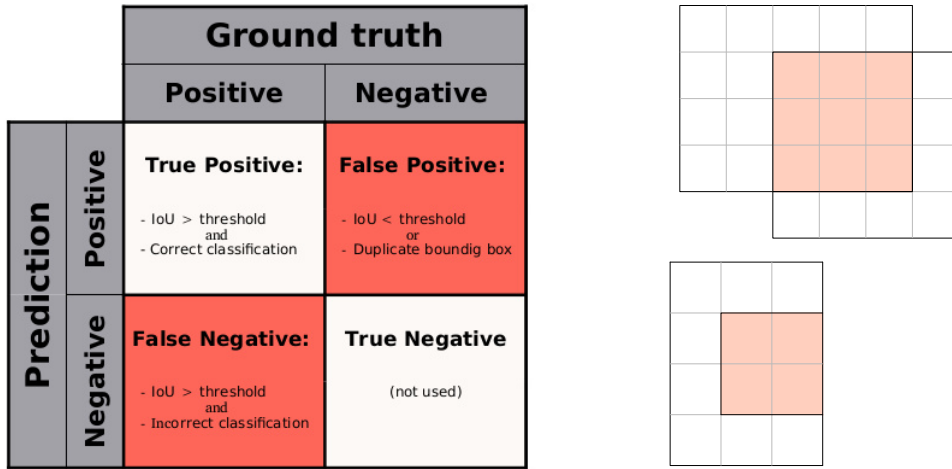 Ground truth
Positive
Negative
Prediction
Positive
True Positive:
- IoU > threshold
and
- Correct classification
False Positive:
- IoU < threshold
or
- Duplicate boundig box
Negative
False Negative:
- IoU > threshold
and
- Incorrect classification
True Negative
(not used)